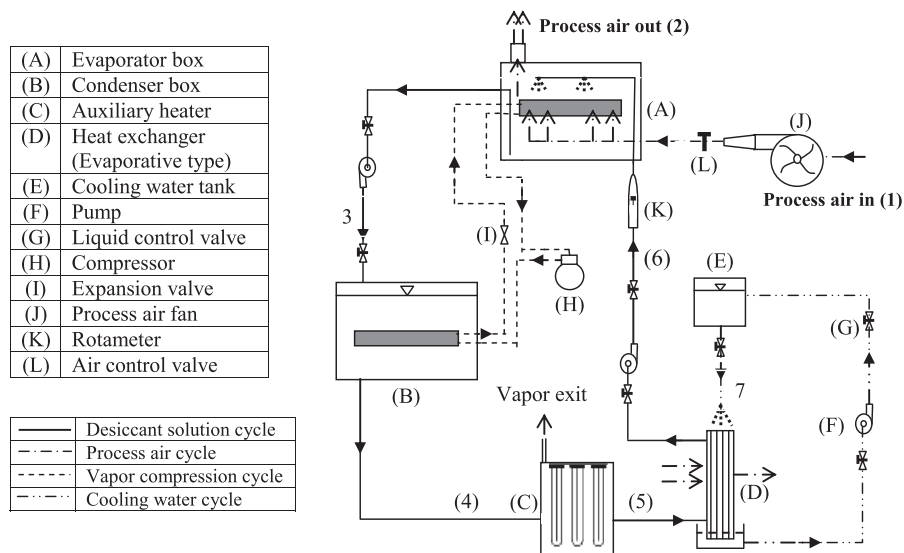 Process air out (2)
(A) Evaporator box
(B) Condenser box
(C) Auxiliary heater
(D) Heat exchanger
(Evaporative type)
(E) Cooling water tank
(F) Pump
(G) Liquid control valve
(H) Compressor
(I) Expansion valve
(J) Process air fan
(K) Rotameter
(L) Air control valve
(A)
(J)
(L)
Process air in (1)
(K)
3
(I)
(6)
(E)
(H)
(G)
(B)
Vapor exit
7
(F)
Desiccant solution cycle
Process air cycle
Vapor compression cycle
Cooling water cycle
(4)
(C)
(5)
(D)